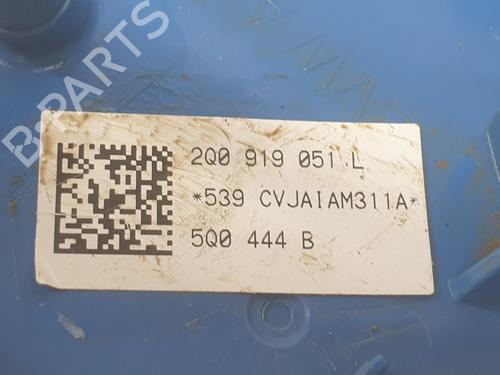 B-PARTS
2Q0 919 051 L
*539 CVJAIAM311A*
5Q0 444 B